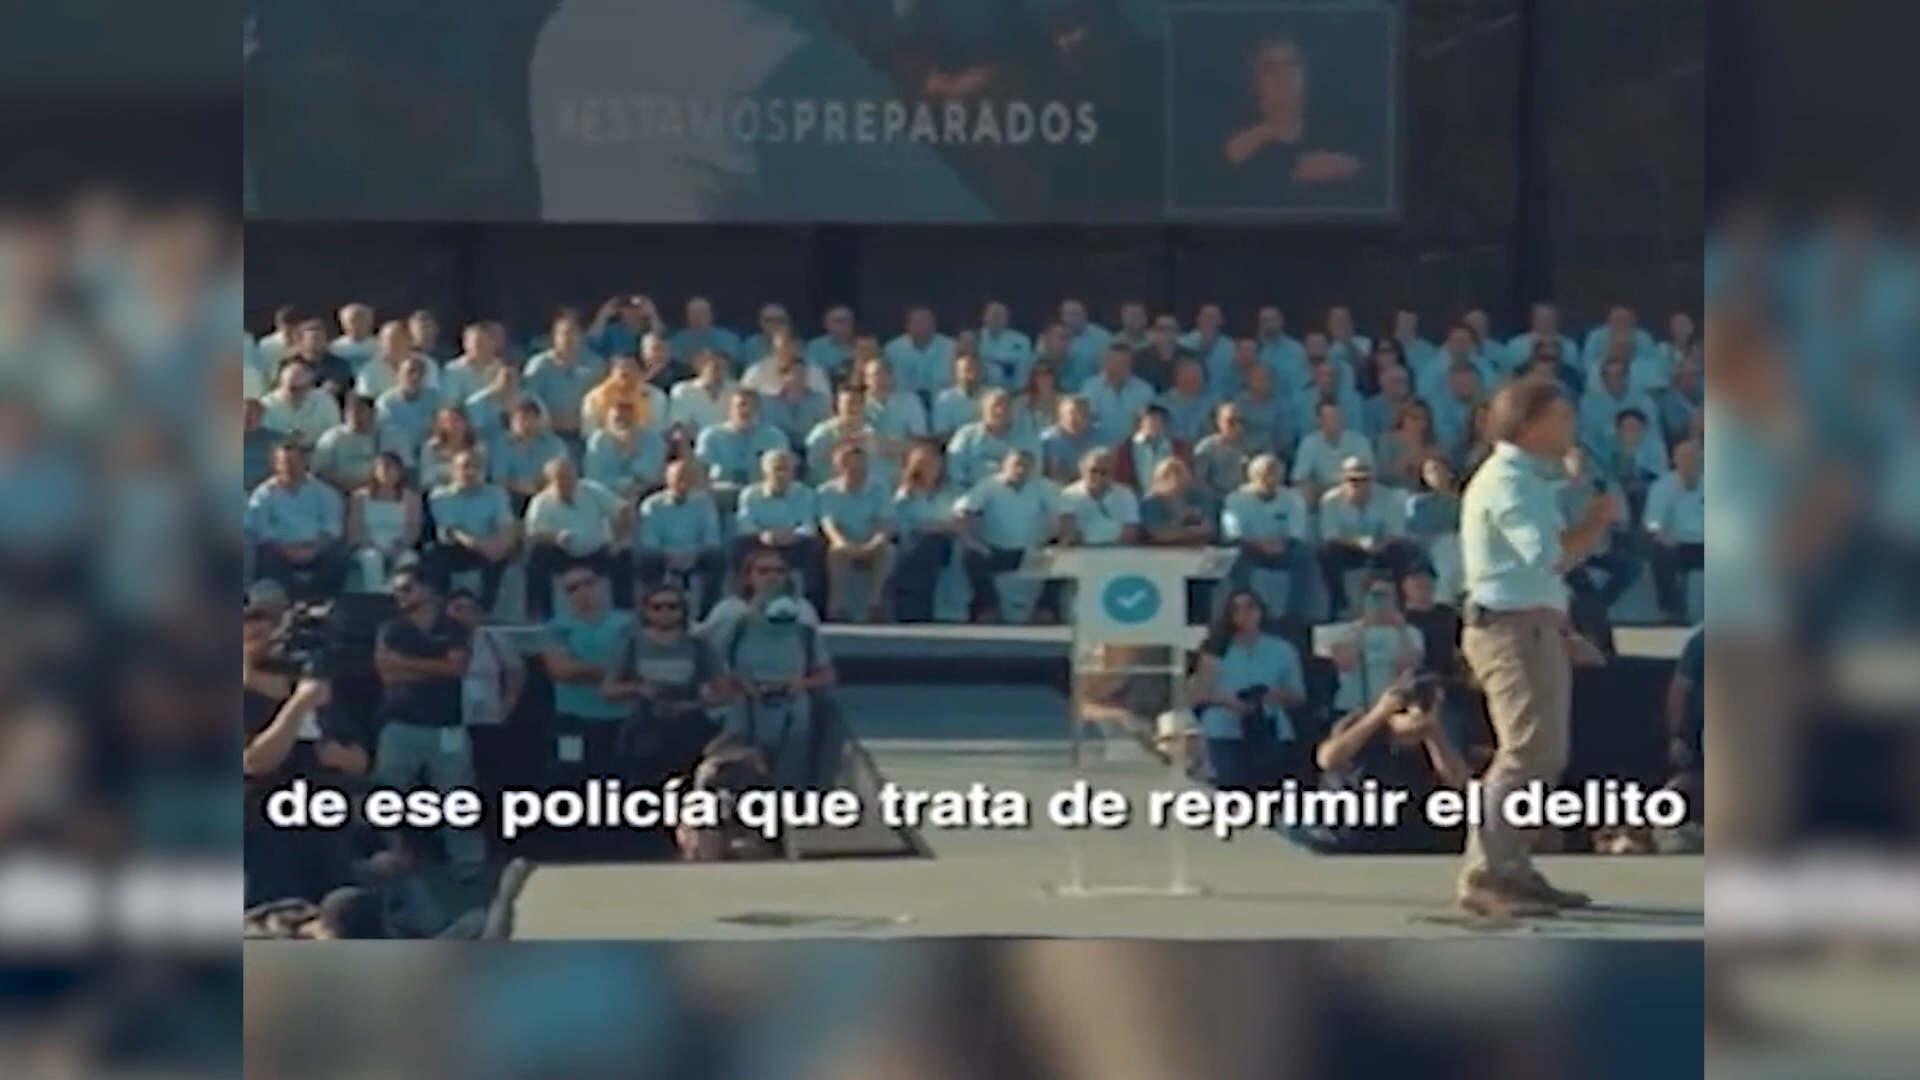 #ESTAMOSPREPARADOS
de ese policía que trata de reprimir el delito